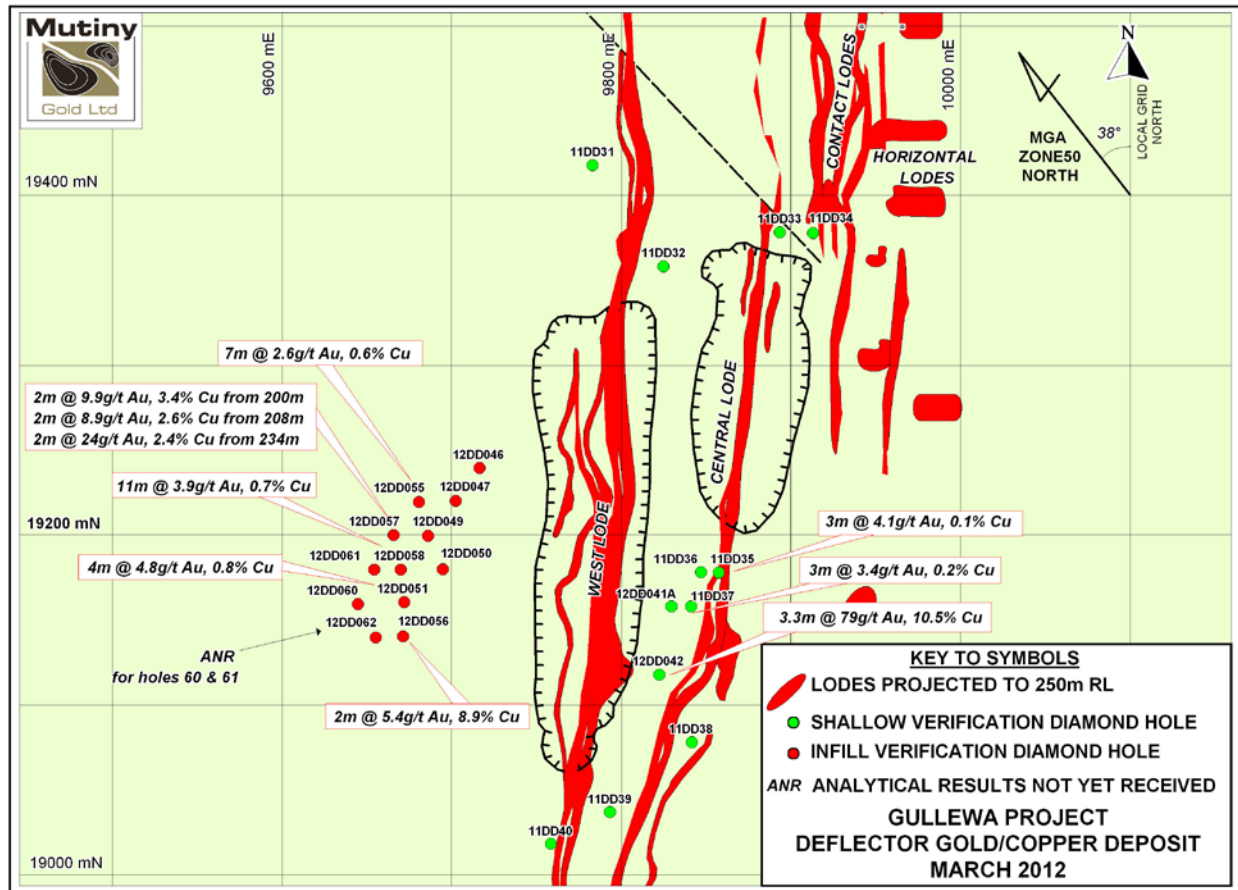 Mutiny
Gold Ltd
9600 mE
9800 mE
10000 mE
N
LOCAL GRID
NORTH
38°
MGA
ZONE50
NORTH
CONTACT LODES
HORIZONTAL
LODES
11DD31
19400 mN
11DD33
11DD34
11DD32
7m @ 2.6g/t Au, 0.6% Cu
2m @ 9.9g/t Au, 3.4% Cu from 200m
2m @ 8.9g/t Au, 2.6% Cu from 208m
2m @ 24g/t Au, 2.4% Cu from 234m
CENTRAL LODE
12DD046
11m @ 3.9g/t Au, 0.7% Cu
12DD055
12DD047
19200 mN
12DD057
12DD049
3m @ 4.1g/t Au, 0.1% Cu
12DD061
12DD058
12DD050
WEST LODE
11DD36
11DD35
4m @ 4.8g/t Au, 0.8% Cu
3m @ 3.4g/t Au, 0.2% Cu
12DD060
12DD051
12DD041A
11DD37
3.3m @ 79g/t Au, 10.5% Cu
12DD062
12DD056
ANR
for holes 60 & 61
12DD042
2m @ 5.4g/t Au, 8.9% Cu
11DD38
11DD39
11DD40
19000 mN
KEY TO SYMBOLS
LODES PROJECTED TO 250m RL
SHALLOW VERIFICATION DIAMOND HOLE
INFILL VERIFICATION DIAMOND HOLE
ANR ANALYTICAL RESULTS NOT YET RECEIVED
GULLEWA PROJECT
DEFLECTOR GOLD/COPPER DEPOSIT
MARCH 2012